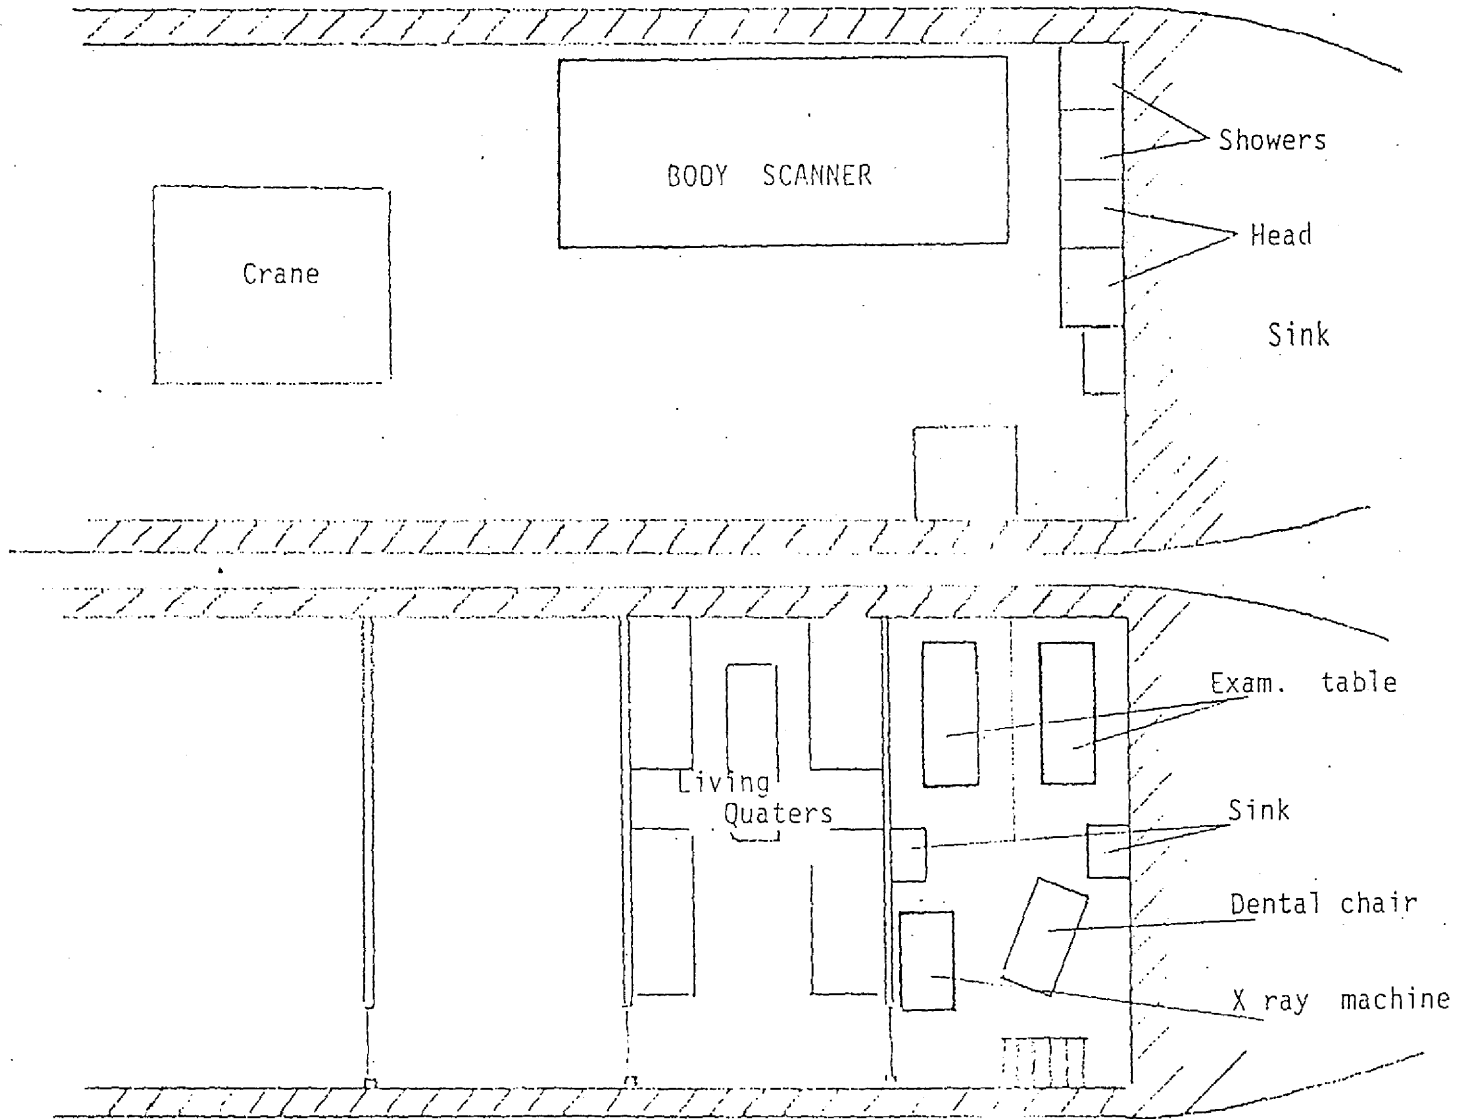 Showers
BODY SCANNER
Head
Crane
Sink
Exam. table
Living
Quaters
Sink
Dental chair
X ray machine